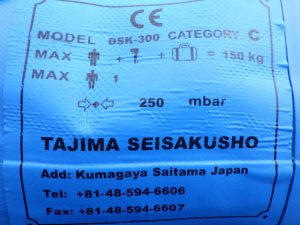 CE
MODEL DSK-300 CATEGORY C
MAX + + = 150 kg
MAX 1
250 mbar
TAJIMA SEISAKUSHO
Add: Kumagaya Saitama Japan
Tel: +81-48-594-6606
Fax: +81-48-594-6607